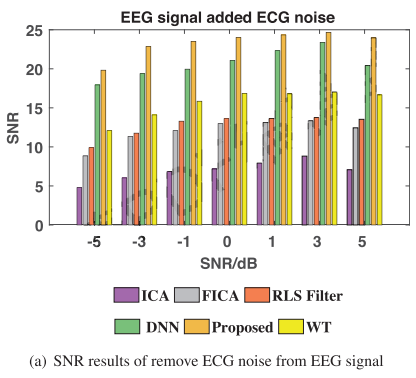 EEG signal added ECG noise
25
20
15
10
5
0
SNR
-5 -3 -1 0 1 3 5
SNR/dB
ICA FICA RLS Filter
DNN Proposed WT
(a) SNR results of remove ECG noise from EEG signal